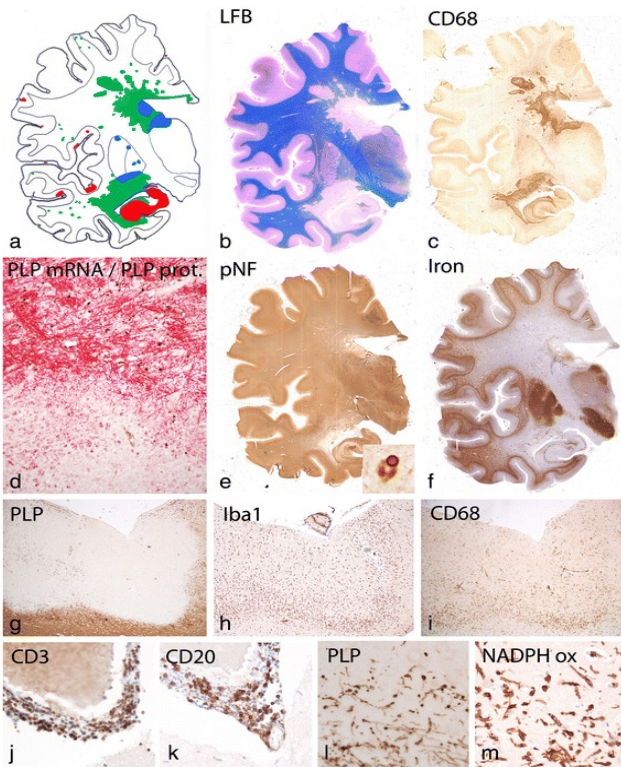 LFB
CD68
a
b
c
PLP mRNA / PLP prot.
pNF
Iron
d
e
f
PLP
Iba1
CD68
g
h
i
CD3
CD20
PLP
NADPH ox
j
k
l
m